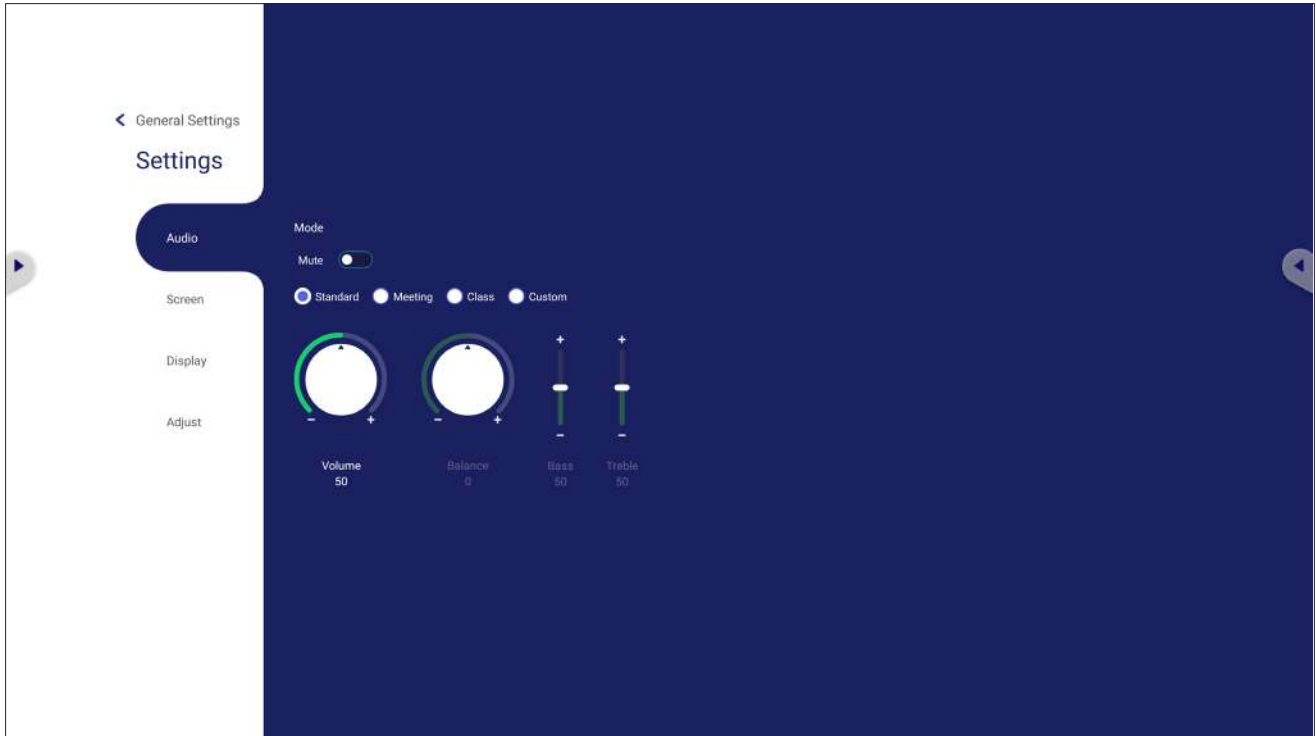 General Settings
Settings
Audio
Screen
Display
Adjust
Mode
Mute
Standard Meeting Class Custom
+ +
- + - +
- -
Volume Balance Bass Treble
50 0 50 50